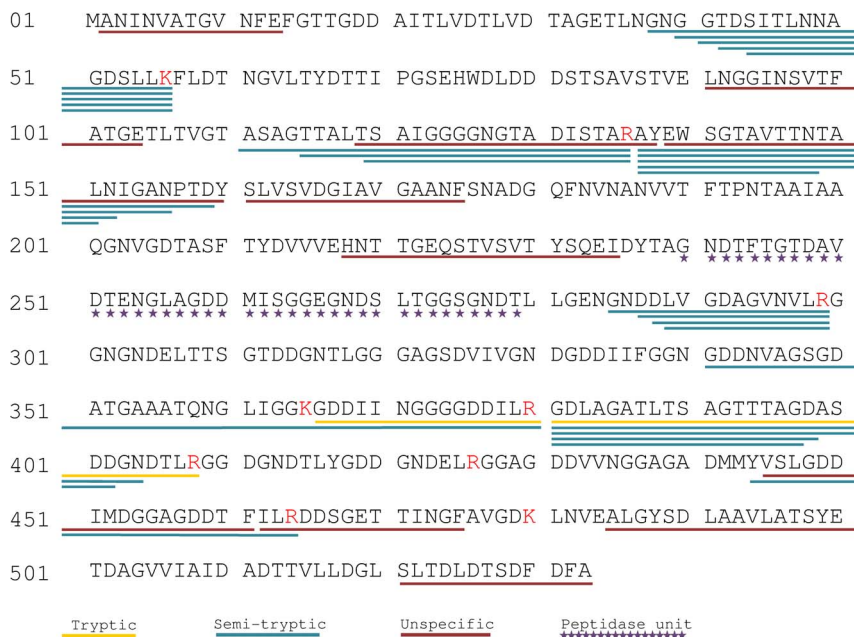 01 MANINVATGV NFEFGTTGDD AITLVDTLVD TAGETLNGNG GTDSITLNNA
51 GDSLLKFLDT NGVLTYDTTI PGSEHWDLDD DSTSAVSTVE LNGGINSVTF
101 ATGETLTVGT ASAGTTALTS AIGGGGNGTA DISTARAYEW SGTAVTTNTA
151 LNIGANPTDY SLVSVDGIAV GAANFSNADG QFNVNANVVT FTPNTAAIAA
201 QGNVGDTASF TYDVVVEHNT TGEQSTVSVT YSQEIDYTAG NDTFTGTDAV
251 DTENGLAGDD MISGGEGNDS LTGGSGNDTL LGENGNDDLV GDAGVNVLRG
301 GNGNDELTTS GTDDGNTLGG GAGSDVIVGN DGDDIIFGGN GDDNVAGSGD
351 ATGAAATQNG LIGGKGDDII NGGGGDDILR GDLAGATLTS AGTTTAGDAS
401 DDGNDTLRGG DGNDTLYGDD GNDELRGGAG DDVVNGGAGA DMMYVSLGDD
451 IMDGGAGDDT FILRDDSGET TINGFAVGDK LNVEALGYSD LAAVLATSYE
501 TDAGVVIAID ADTTVLLDGL SLTDLDTSDF DFA
Tryptic Semi-tryptic Unspecific Peptidase unit